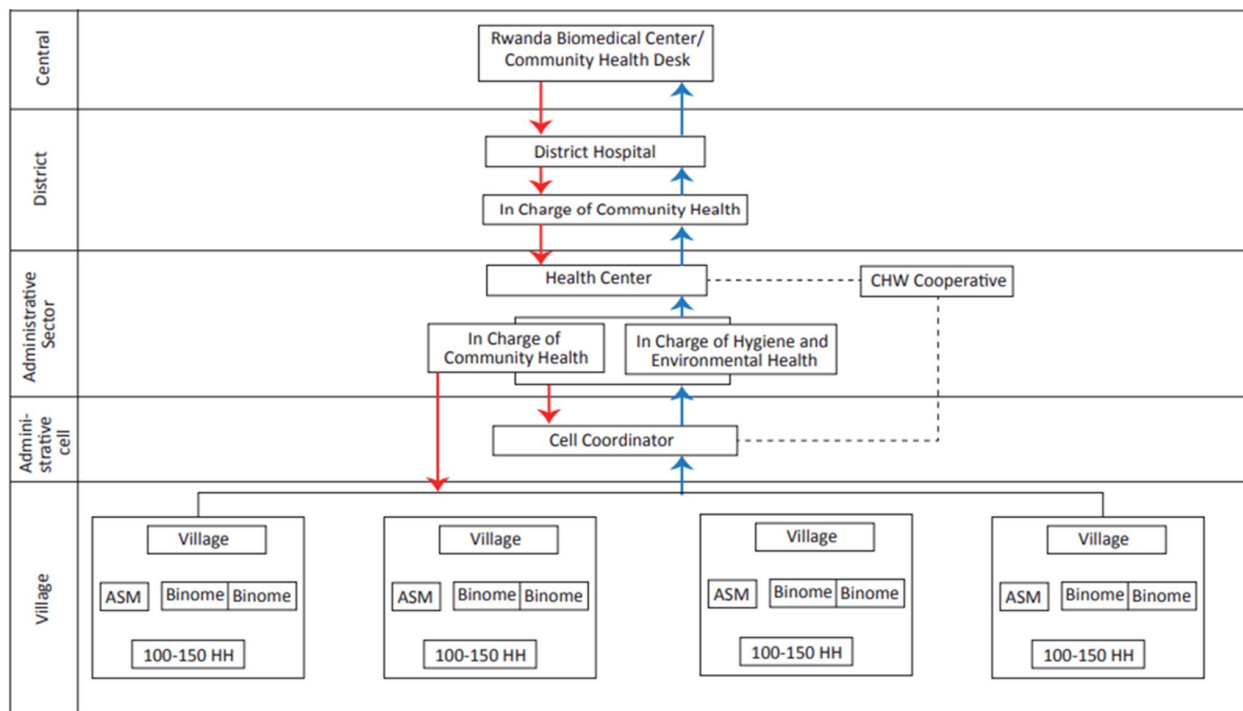 Central
Rwanda Biomedical Center/
Community Health Desk
District
District Hospital
In Charge of Community Health
Administrative
Sector
Health Center
CHW Cooperative
In Charge of
Community Health
In Charge of Hygiene and
Environmental Health
Admini-
strative
cell
Cell Coordinator
Village
Village
ASM
Binome
Binome
100-150 HH
Village
ASM
Binome
Binome
100-150 HH
Village
ASM
Binome
Binome
100-150 HH
Village
ASM
Binome
Binome
100-150 HH